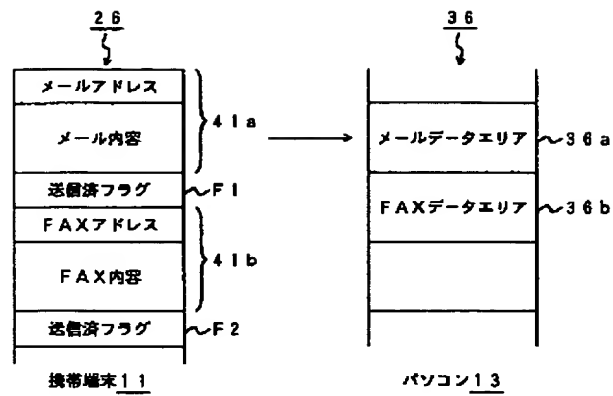 ２６
メールアドレス
メール内容
４１ａ
送信済フラグ
Ｆ１
ＦＡＸアドレス
ＦＡＸ内容
４１ｂ
送信済フラグ
Ｆ２
携帯端末１１
３６
メールデータエリア
３６ａ
ＦＡＸデータエリア
３６ｂ
パソコン１３